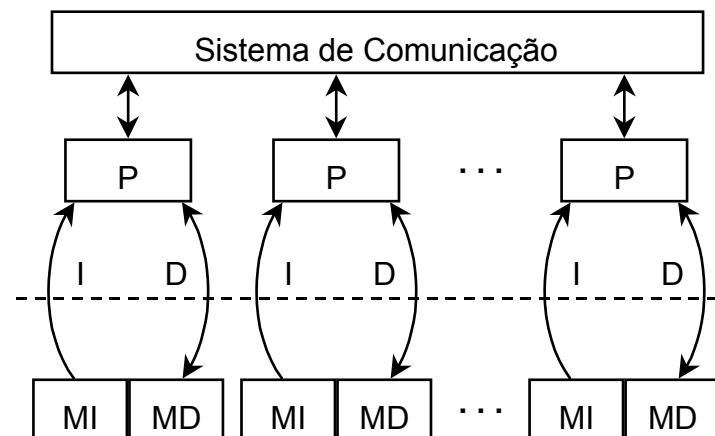 Sistema de Comunicação
P P ... P
I D I D I D
MI MD MI MD ... MI MD